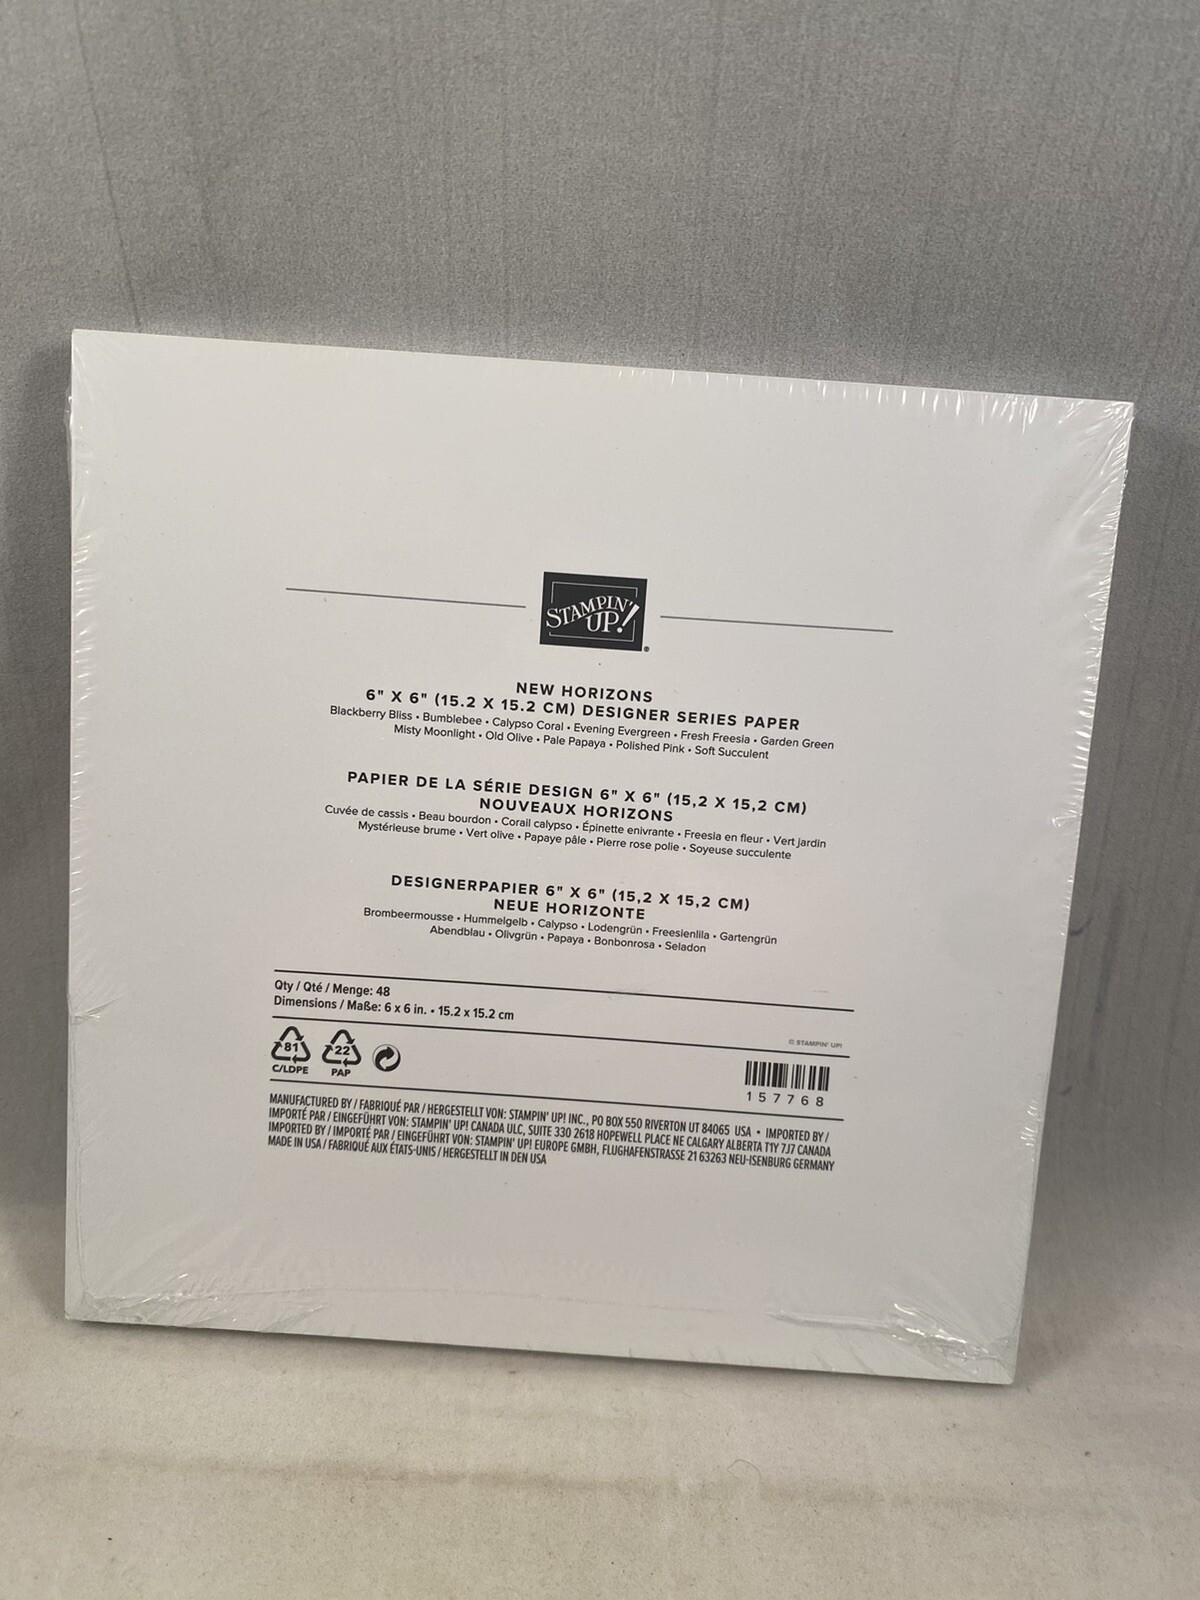 STAMPIN' UP!®
NEW HORIZONS
6" X 6" (15.2 X 15.2 CM) DESIGNER SERIES PAPER
Blackberry Bliss • Bumblebee • Calypso Coral • Evening Evergreen • Fresh Freesia • Garden Green
Misty Moonlight • Old Olive • Pale Papaya • Polished Pink • Soft Succulent
PAPIER DE LA SÉRIE DESIGN 6" X 6" (15,2 X 15,2 CM)
NOUVEAUX HORIZONS
Cuvée de cassis • Beau bourdon • Corail calypso • Épinette enivrante • Freesia en fleur • Vert jardin
Mystérieuse brume • Vert olive • Papaye pâle • Pierre rose polie • Soyeuse succulente
DESIGNERPAPIER 6" X 6" (15,2 X 15,2 CM)
NEUE HORIZONTE
Brombeermousse • Hummelgelb • Calypso • Lodengrün • Freesienlila • Gartengrün
Abendblau • Olivgrün • Papaya • Bonbonrosa • Seladon
Qty / Qté / Menge: 48
Dimensions / Maße: 6 x 6 in. • 15.2 x 15.2 cm
© STAMPIN' UP!
81 22
C/LDPE PAP
157768
MANUFACTURED BY / FABRIQUÉ PAR / HERGESTELLT VON: STAMPIN' UP! INC., PO BOX 550 RIVERTON UT 84065 USA • IMPORTED BY /
IMPORTÉ PAR / EINGEFÜHRT VON: STAMPIN' UP! CANADA ULC, SUITE 330 2618 HOPEWELL PLACE NE CALGARY ALBERTA T1Y 7J7 CANADA
IMPORTED BY / IMPORTÉ PAR / EINGEFÜHRT VON: STAMPIN' UP! EUROPE GMBH, FLUGHAFENSTRASSE 21 63263 NEU-ISENBURG GERMANY
MADE IN USA / FABRIQUÉ AUX ÉTATS-UNIS / HERGESTELLT IN DEN USA